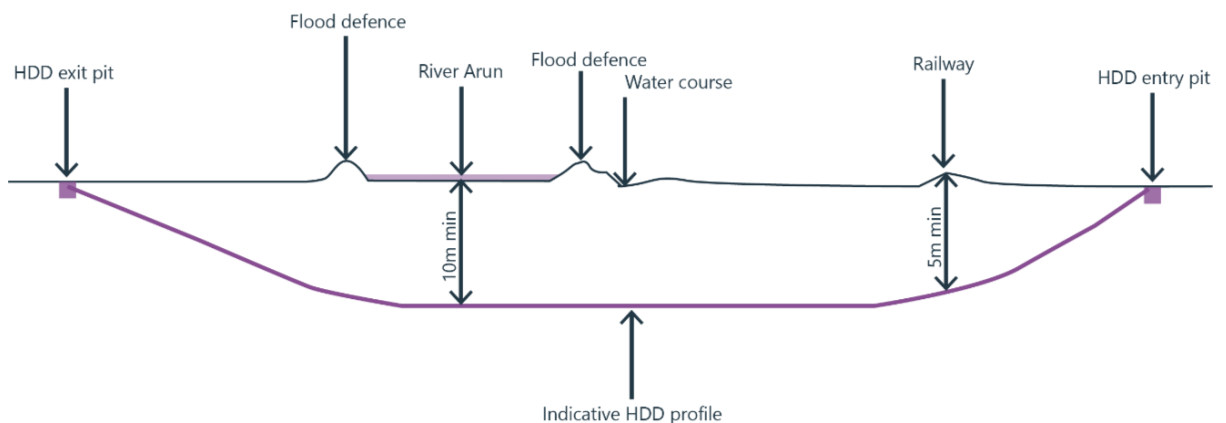 Flood defence
HDD exit pit
River Arun
Flood defence
Water course
Railway
HDD entry pit
10m min
5m min
Indicative HDD profile